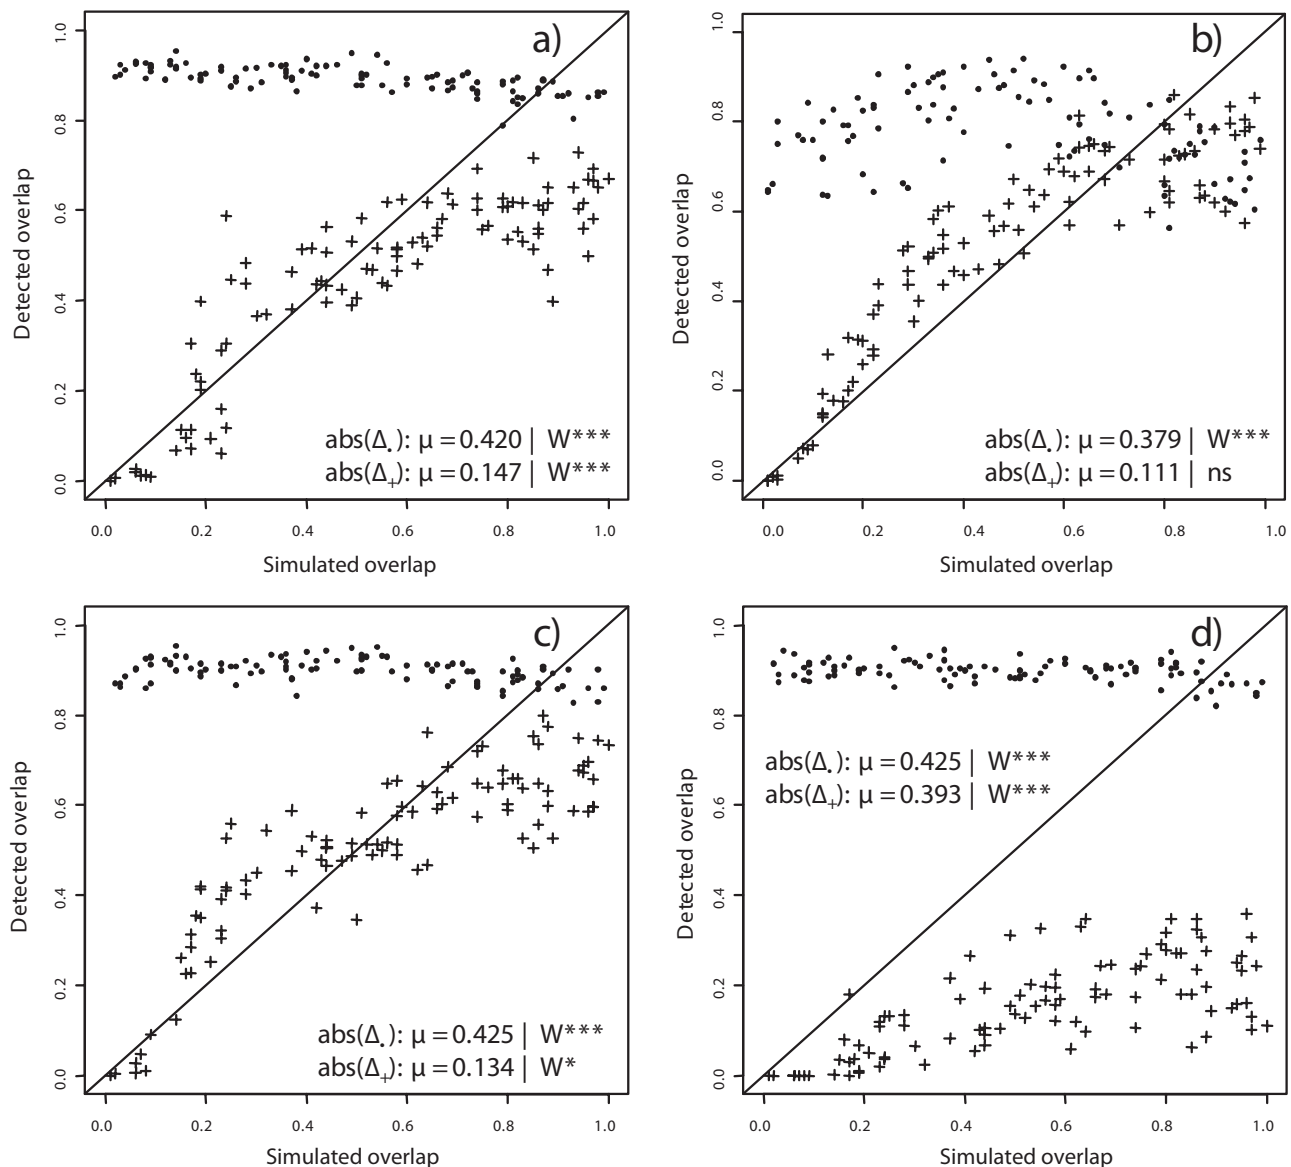 a)
1.0
0.8
0.6
0.4
0.2
0.0
Detected overlap
abs(Δ.): μ = 0.420 | W***
abs(Δ+): μ = 0.147 | W***
0.0 0.2 0.4 0.6 0.8 1.0
Simulated overlap
b)
1.0
0.8
0.6
0.4
0.2
0.0
Detected overlap
abs(Δ.): μ = 0.379 | W***
abs(Δ+): μ = 0.111 | ns
0.0 0.2 0.4 0.6 0.8 1.0
Simulated overlap
c)
1.0
0.8
0.6
0.4
0.2
0.0
Detected overlap
abs(Δ.): μ = 0.425 | W***
abs(Δ+): μ = 0.134 | W*
0.0 0.2 0.4 0.6 0.8 1.0
Simulated overlap
d)
1.0
0.8
0.6
0.4
0.2
0.0
Detected overlap
abs(Δ.): μ = 0.425 | W***
abs(Δ+): μ = 0.393 | W***
0.0 0.2 0.4 0.6 0.8 1.0
Simulated overlap